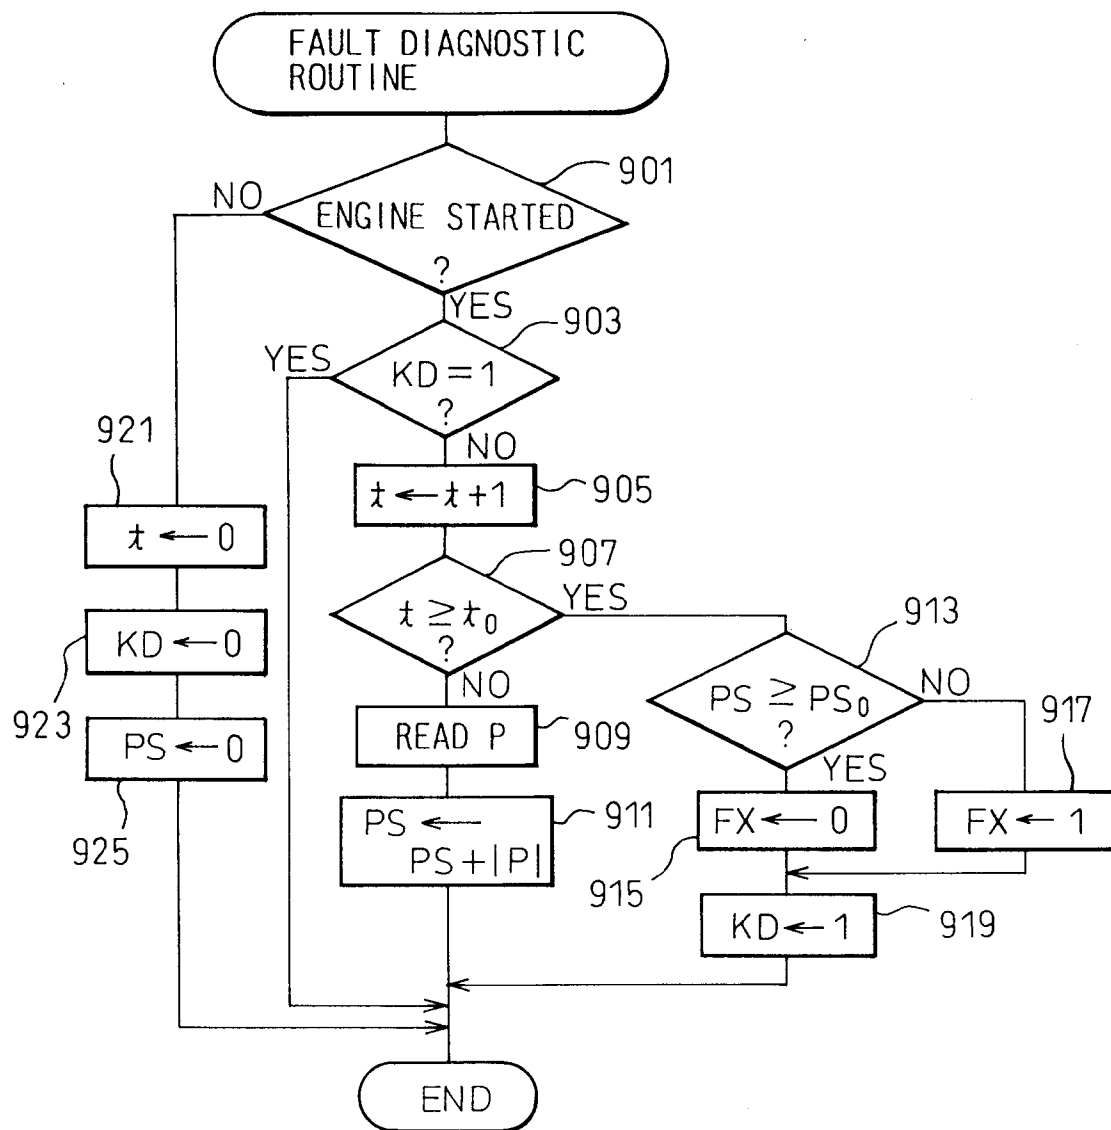 FAULT DIAGNOSTIC
ROUTINE
901
NO
ENGINE STARTED
?
YES
903
YES
KD=1
?
NO
921
t←t+1
905
t←0
907
t≥t₀
?
YES
NO
913
KD←0
923
PS≥PS₀
?
NO
YES
917
READ P
909
PS←0
925
PS←
PS+|P|
911
FX←0
915
FX←1
KD←1
919
END